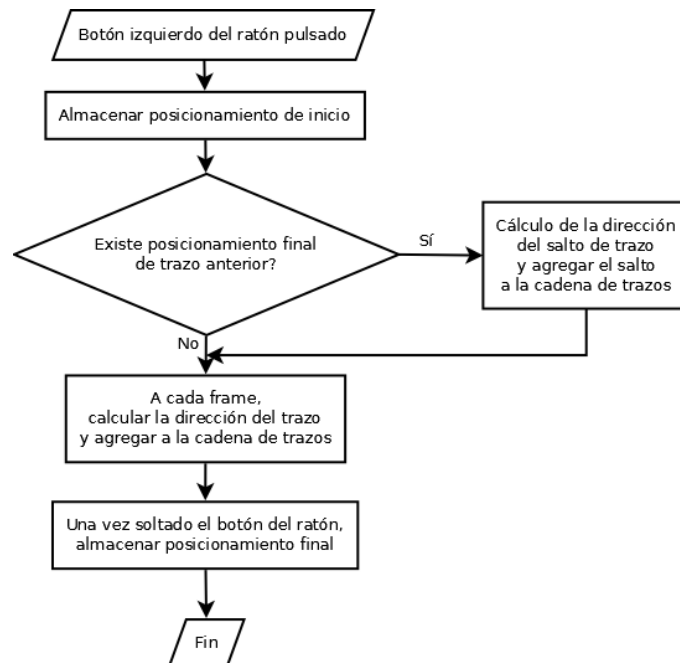 Botón izquierdo del ratón pulsado
Almacenar posicionamiento de inicio
Existe posicionamiento final
de trazo anterior?
Sí
Cálculo de la dirección
del salto de trazo
y agregar el salto
a la cadena de trazos
No
A cada frame,
calcular la dirección del trazo
y agregar a la cadena de trazos
Una vez soltado el botón del ratón,
almacenar posicionamiento final
Fin